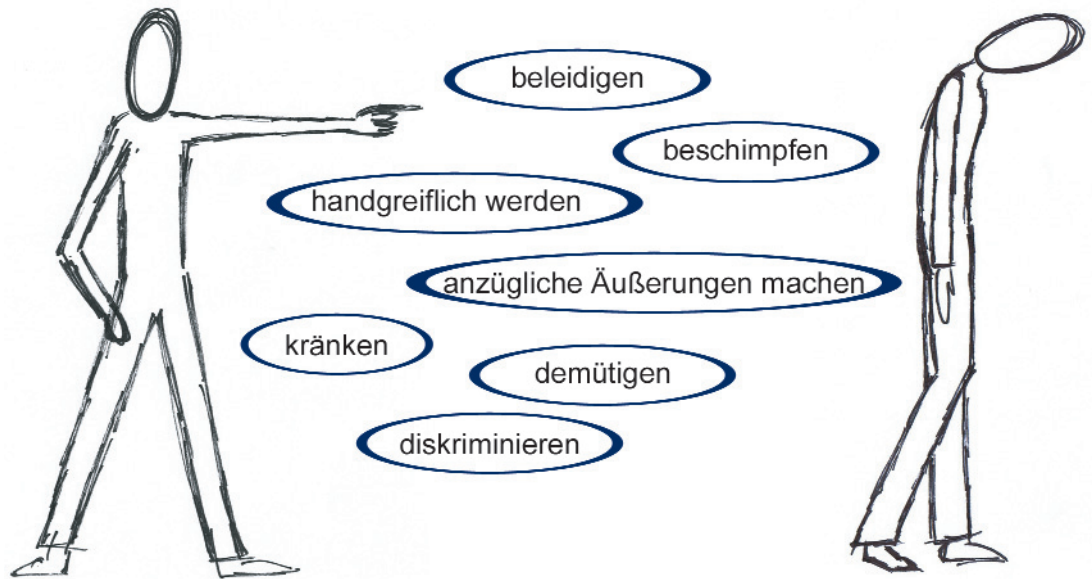 beleidigen
beschimpfen
handgreiflich werden
anzügliche Äußerungen machen
kränken
demütigen
diskriminieren